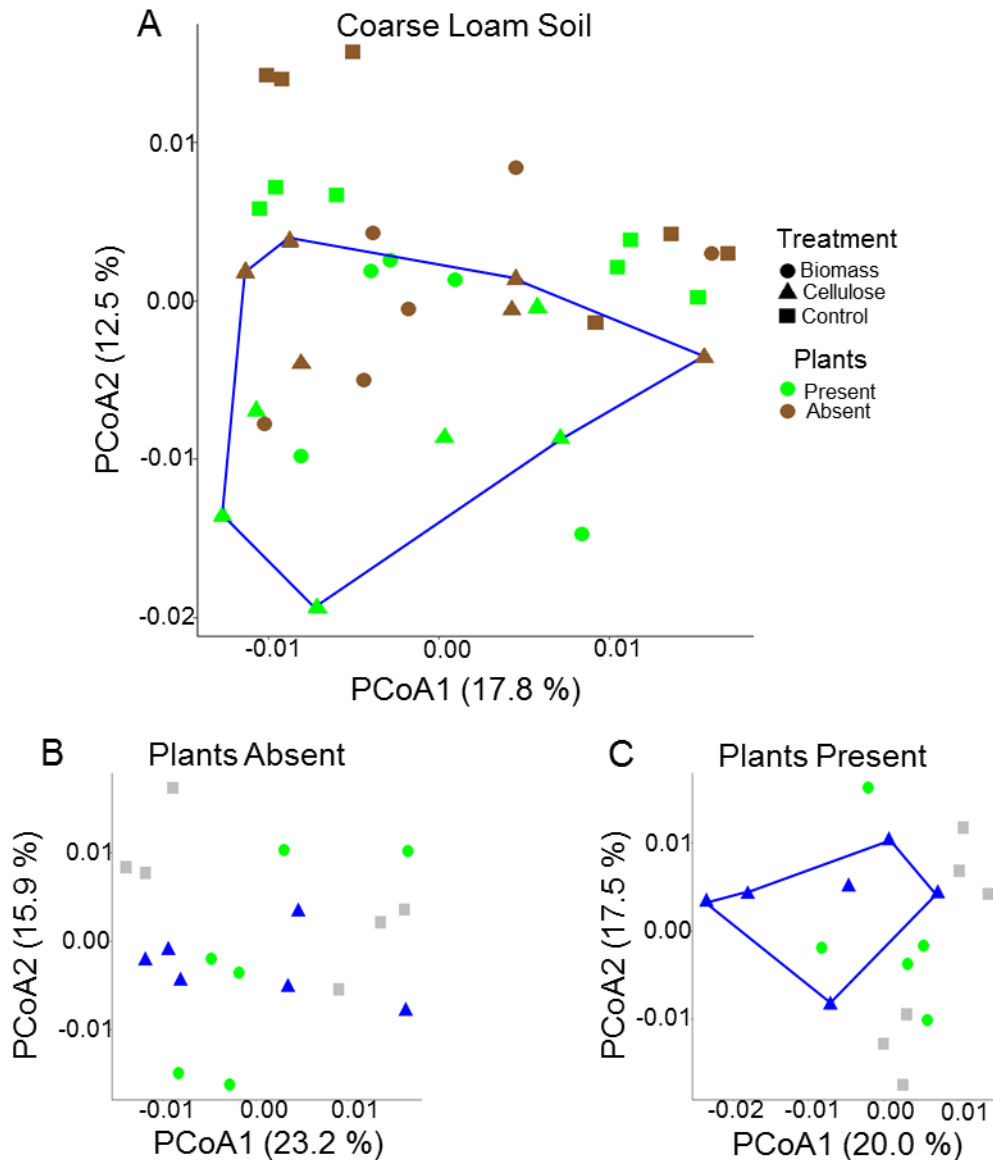 A
Coarse Loam Soil
0.01
0.00
-0.01
-0.02
PCoA2 (12.5 %)
-0.01
0.00
0.01
PCoA1 (17.8 %)
Treatment
Biomass
Cellulose
Control
Plants
Present
Absent
B
Plants Absent
0.01
0.00
-0.01
PCoA2 (15.9 %)
-0.01
0.00
0.01
PCoA1 (23.2 %)
C
Plants Present
0.01
0.00
-0.01
PCoA2 (17.5 %)
-0.02
-0.01
0.00
0.01
PCoA1 (20.0 %)